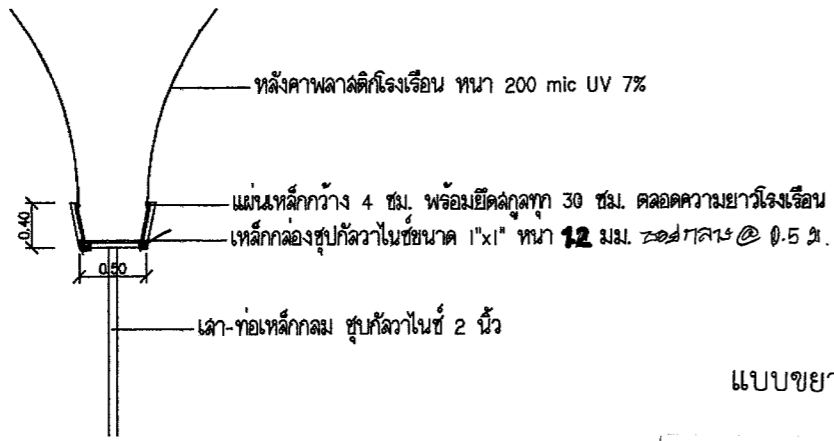 หลังคาพลาสติกโรงเรือน หนา 200 mic UV 7%
แผ่นเหล็กกว้าง 4 ซม. พร้อมยึดสกูลทุก 30 ซม. ตลอดความยาวโรงเรือน
0.40
เหล็กกล่องชุปกัลวาไนซ์ขนาด 1"x1" หนา 1.2 มม. @ 0.5 ม.
0.50
เสา-ท่อเหล็กกลม ชุบกัลวาไนซ์ 2 นิ้ว
แบบขยา